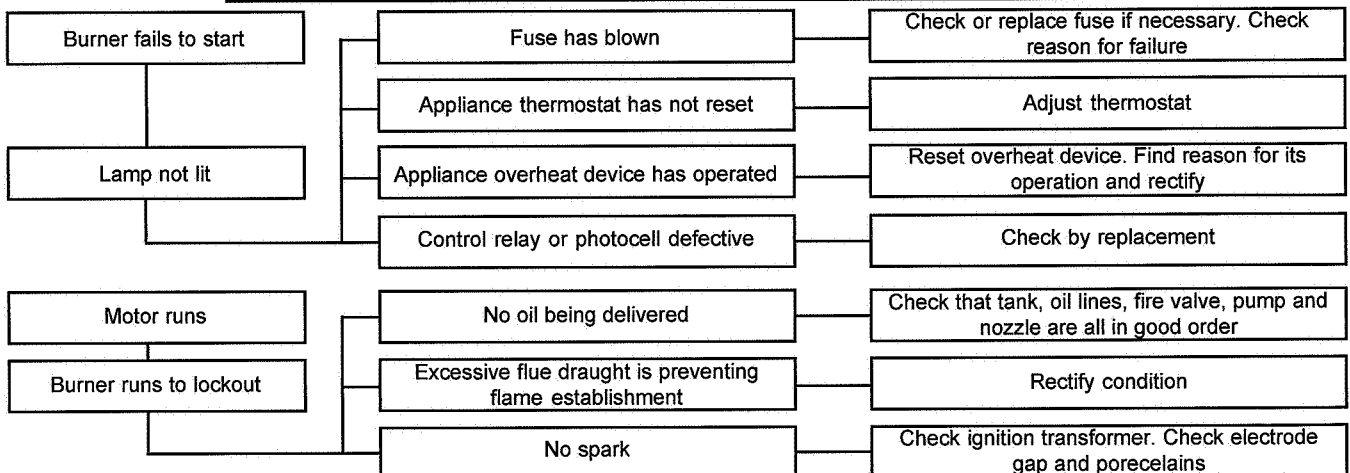 Burner fails to start
Lamp not lit
Fuse has blown
Check or replace fuse if necessary. Check
reason for failure
Appliance thermostat has not reset
Adjust thermostat
Appliance overheat device has operated
Reset overheat device. Find reason for its
operation and rectify
Control relay or photocell defective
Check by replacement
Motor runs
Burner runs to lockout
No oil being delivered
Check that tank, oil lines, fire valve, pump and
nozzle are all in good order
Excessive flue draught is preventing
flame establishment
Rectify condition
No spark
Check ignition transformer. Check electrode
gap and porecelains